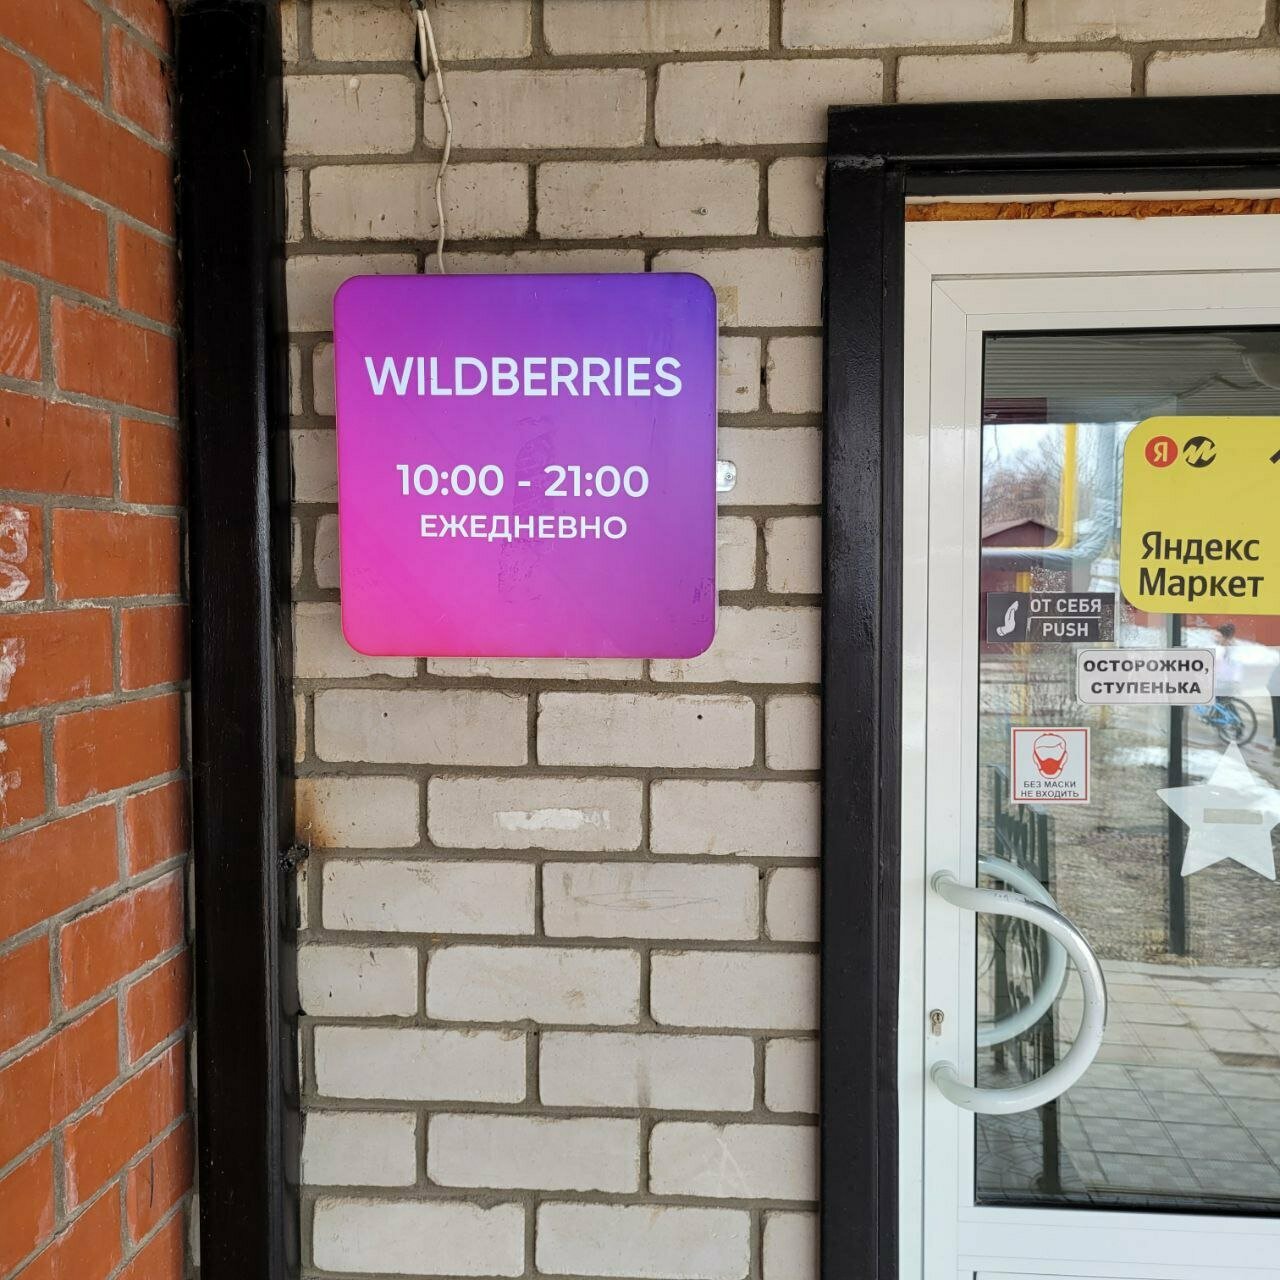 WILDBERRIES
10:00 - 21:00
ЕЖЕДНЕВНО
Я
Яндекс
Маркет
ОТ СЕБЯ
PUSH
ОСТОРОЖНО,
СТУПЕНЬКА
БЕЗ МАСКИ
НЕ ВХОДИТЬ